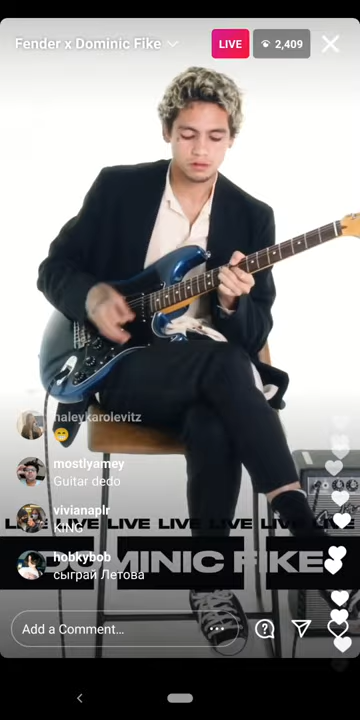 Fender x Dominic Fike
LIVE
2,409
haleykarolevitz
mostlyamey
Guitar dedo
vivianaplr
LIVE LIVE LIVE LIVE LIVE LIVE
KING
DOMINIC FIKE
hobkybob
сыграй Летова
Add a Comment...